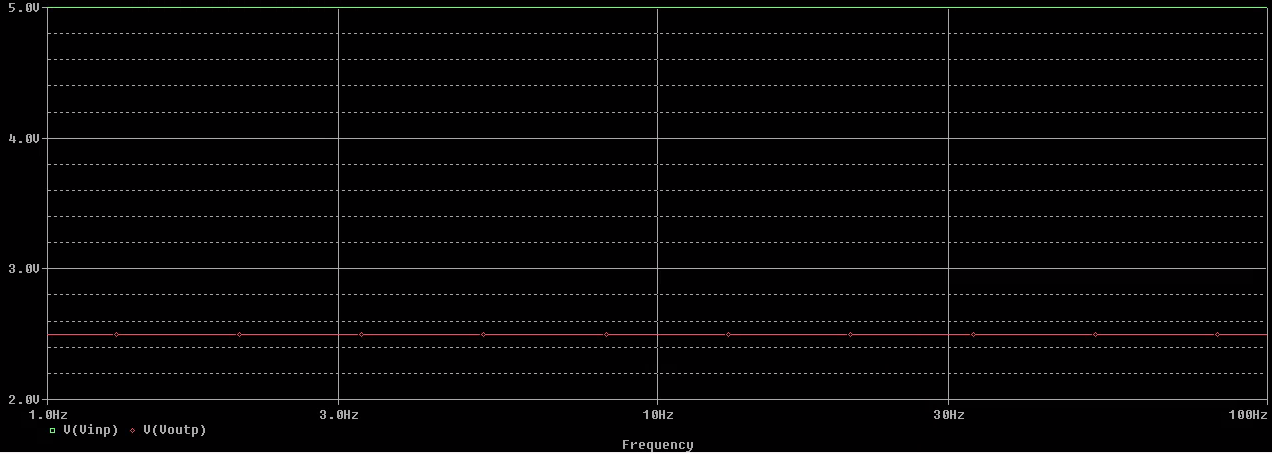 5.0V
4.0V
3.0V
2.0V
1.0Hz 3.0Hz 10Hz 30Hz 100Hz
V(Vinp) V(Voutp)
Frequency